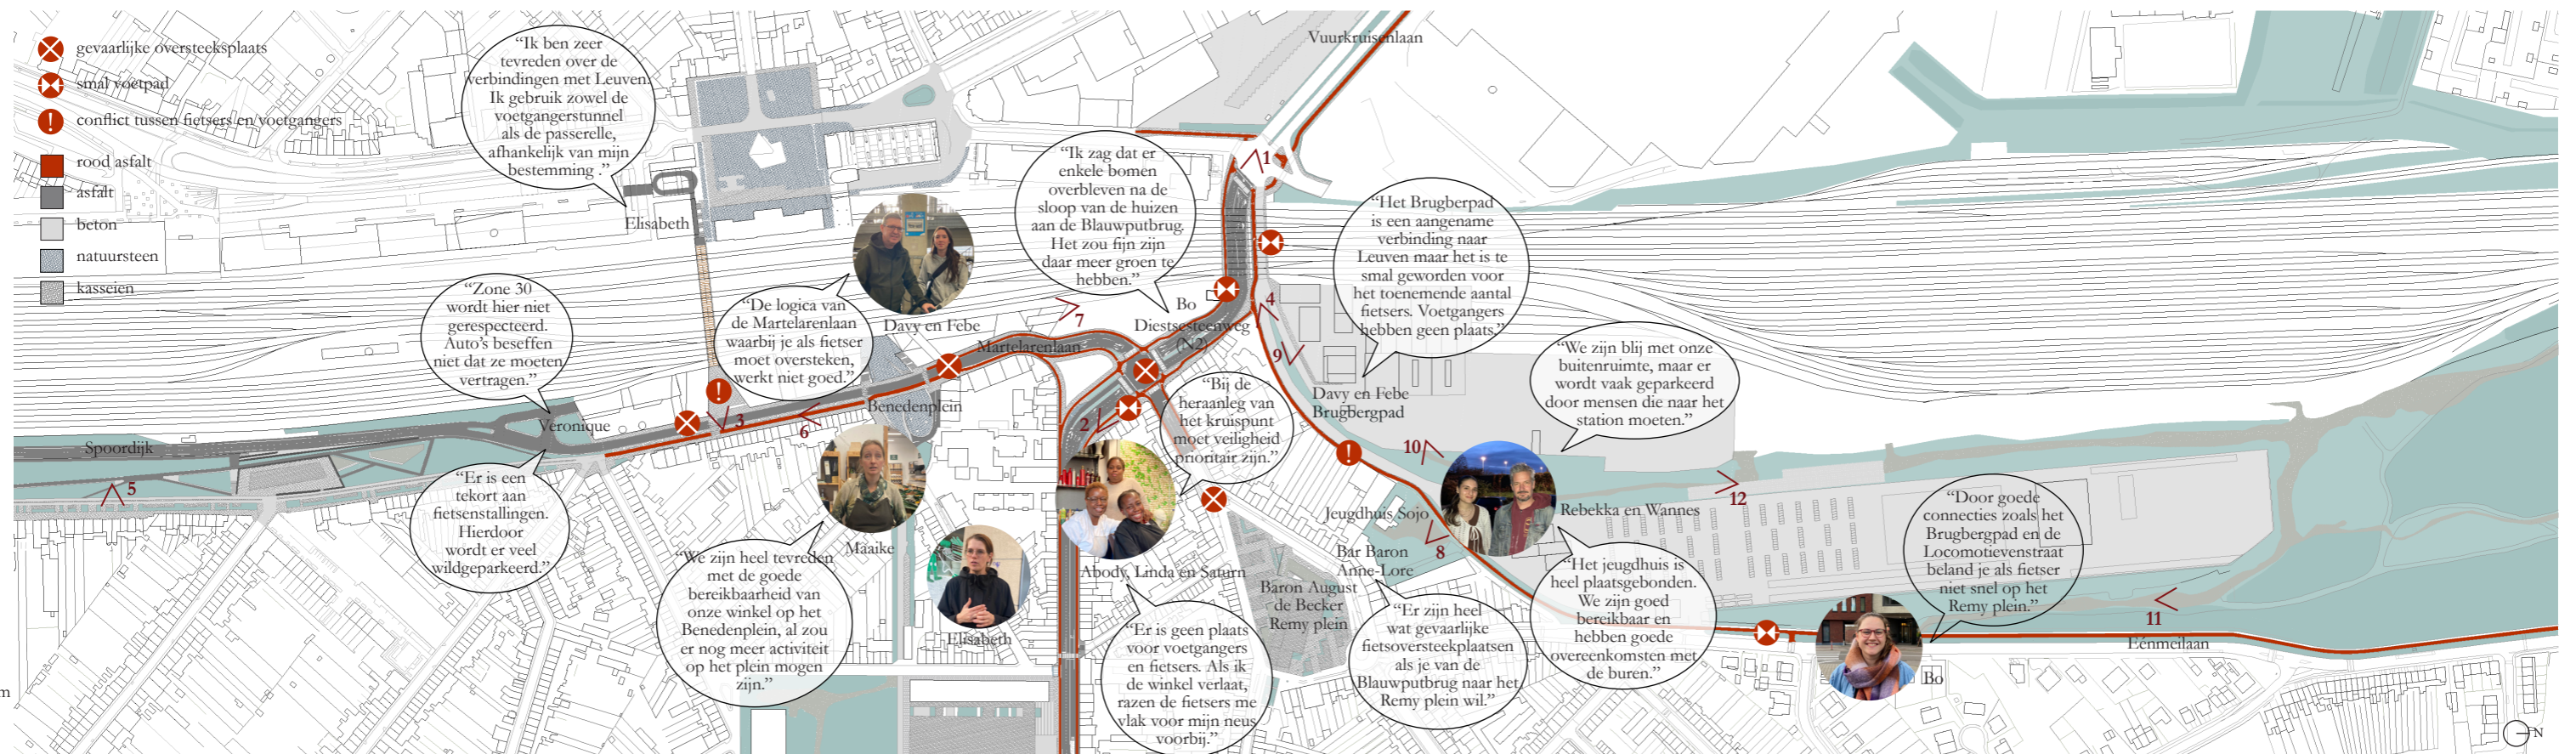 gevaarlijke oversteeksplaats
smal voetpad
conflict tussen fietsers en/voetgangers
rood asfalt
asfalt
beton
natuursteen
kasseien
“Ik ben zeer
tevreden over de
verbindingen met Leuven.
Ik gebruik zowel de
voetgangerstunnel
als de passerelle,
afhankelijk van mijn
bestemming .”
Elisabeth
“Zone 30
wordt hier niet
gerespecteerd.
Auto’s beseffen
niet dat ze moeten
vertragen.”
Veronique
Spoordijk
5
“Er is een
tekort aan
fietsenstallingen.
Hierdoor
wordt er veel
wildgeparkeerd.”
“De logica van
de Martelarenlaan
waarbij je als fietser
moet oversteken,
werkt niet goed.”
Davy en Febe
3
6
Benedenplein
Martelarenlaan
7
“We zijn heel tevreden
met de goede
bereikbaarheid van
onze winkel op het
Benedenplein, al zou
er nog meer activiteit
op het plein mogen
zijn.”
Maaike
Elisabeth
“Ik zag dat er
enkele bomen
overbleven na de
sloop van de huizen
aan de Blauwputbrug.
Het zou fijn zijn
daar meer groen te
hebben.”
Bo
Diestsesteenweg
(N2)
Vuurkruisenlaan
1
4
9
2
“Bij de
heraanleg van
het kruispunt
moet veiligheid
prioritair zijn.”
Abody, Linda en Saturn
“Er is geen plaats
voor voetgangers
en fietsers. Als ik
de winkel verlaat,
razen de fietsers me
vlak voor mijn neus
voorbij.”
“Het Brugberpad
is een aangename
verbinding naar
Leuven maar het is te
smal geworden voor
het toenemende aantal
fietsers. Voetgangers
hebben geen plaats.”
Davy en Febe
Brugbergpad
10
Jeugdhuis Sojo
8
Bar Baron
Anne-Lore
Baron August
de Becker
Remy plein
“Er zijn heel
wat gevaarlijke
fietsoversteekplaatsen
als je van de
Blauwputbrug naar het
Remy plein wil.”
“We zijn blij met onze
buitenruimte, maar er
wordt vaak geparkeerd
door mensen die naar het
station moeten.”
Rebekka en Wannes
12
“Het jeugdhuis is
heel plaatsgebonden.
We zijn goed
bereikbaar en
hebben goede
overeenkomsten met
de buren.”
“Door goede
connecties zoals het
Brugbergpad en de
Locomotievenstraat
beland je als fietser
niet snel op het
Remy plein.”
Bo
11
Eénmeilaan
N
m